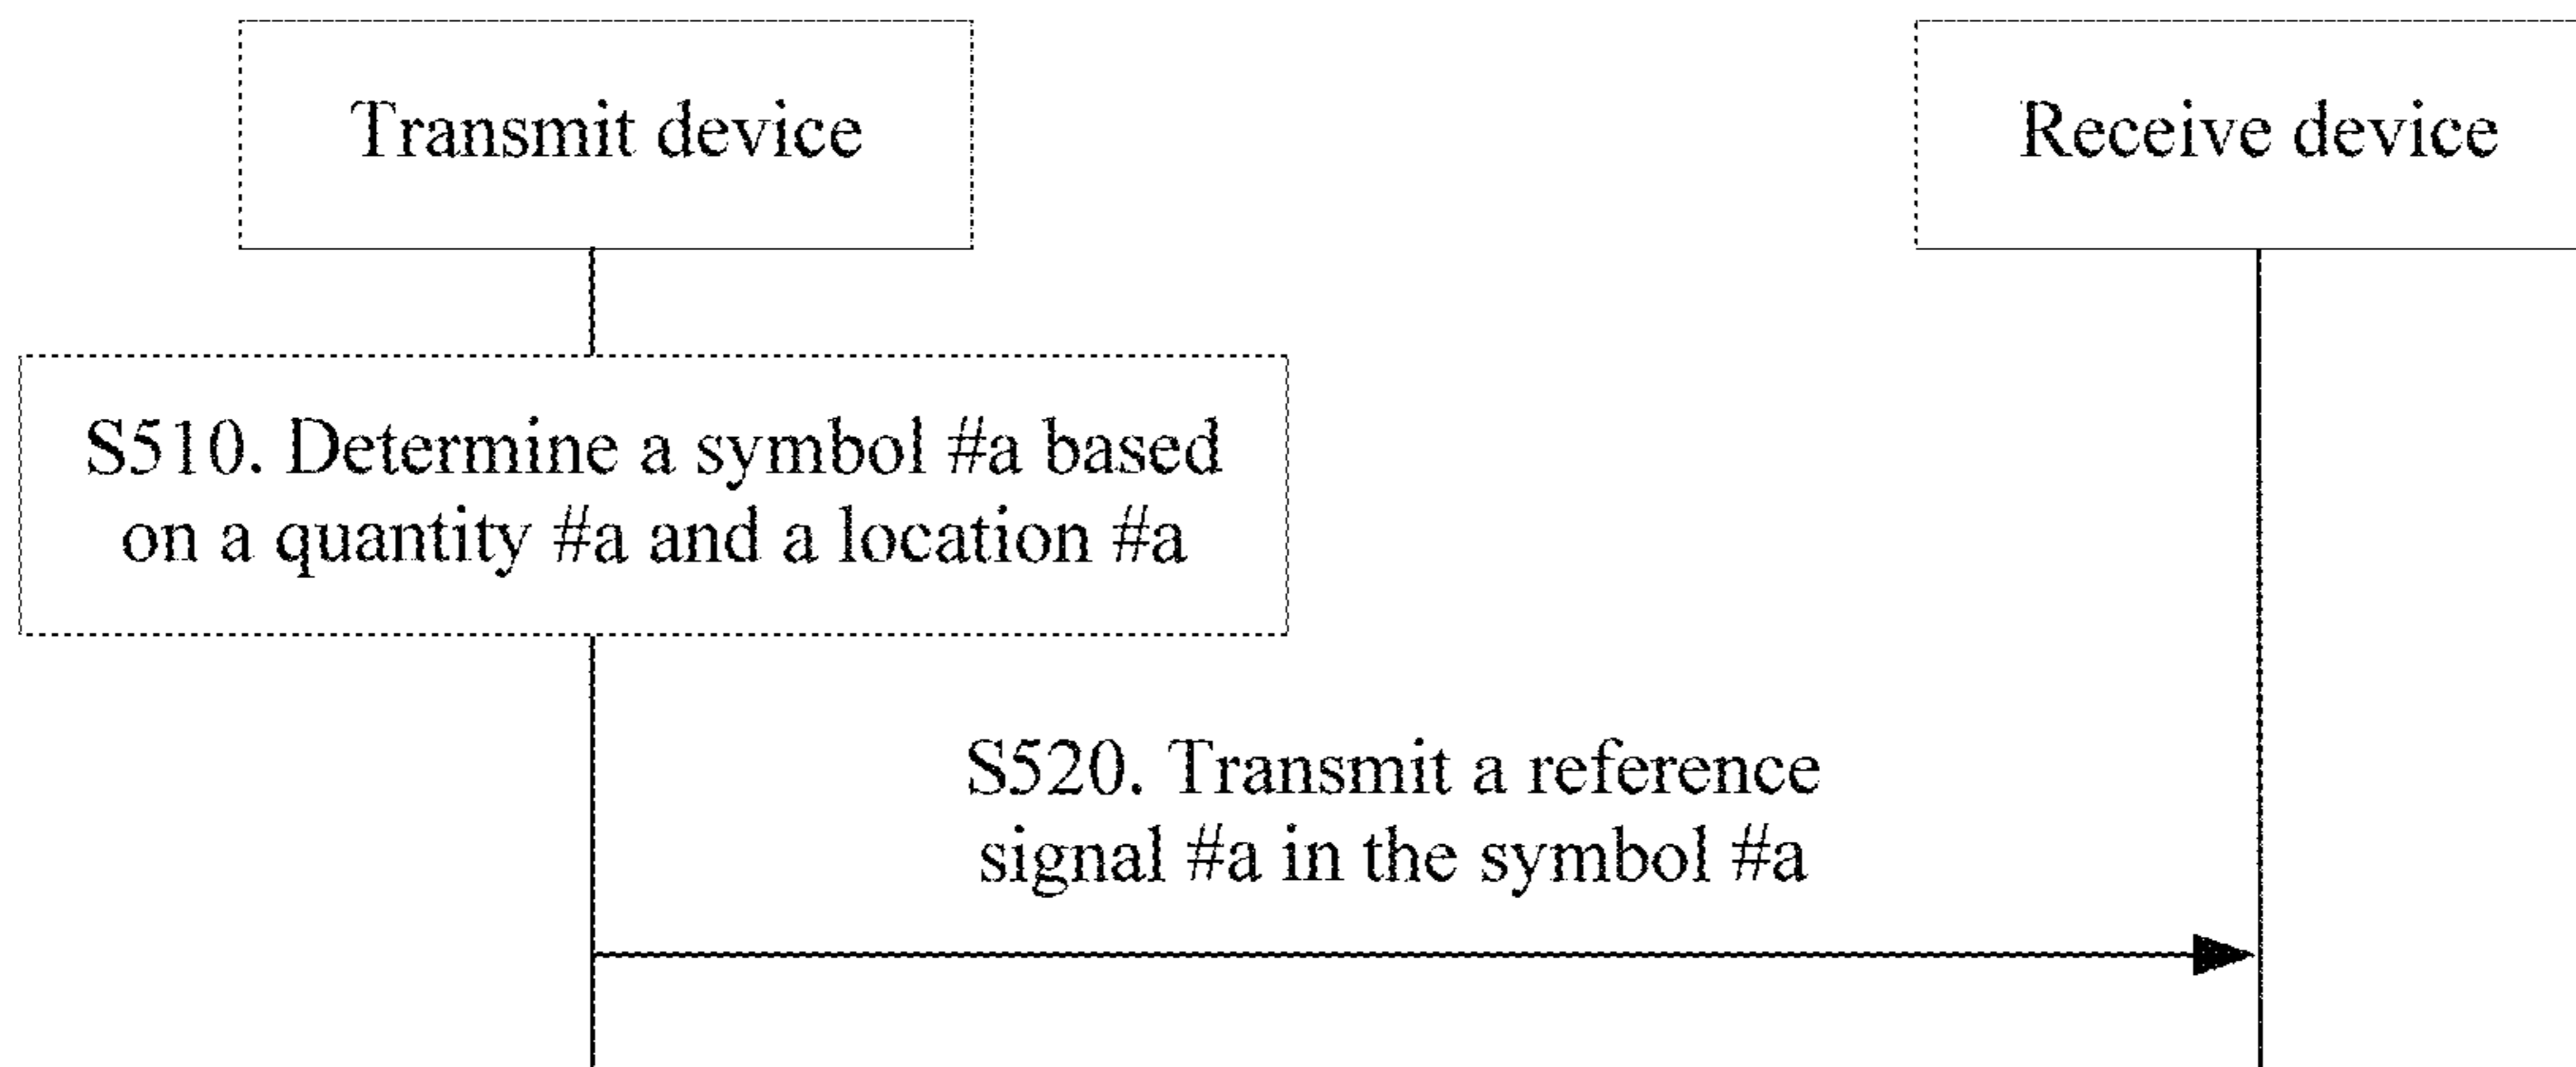 Transmit device
Receive device
S510. Determine a symbol #a based
on a quantity #a and a location #a
S520. Transmit a reference
signal #a in the symbol #a